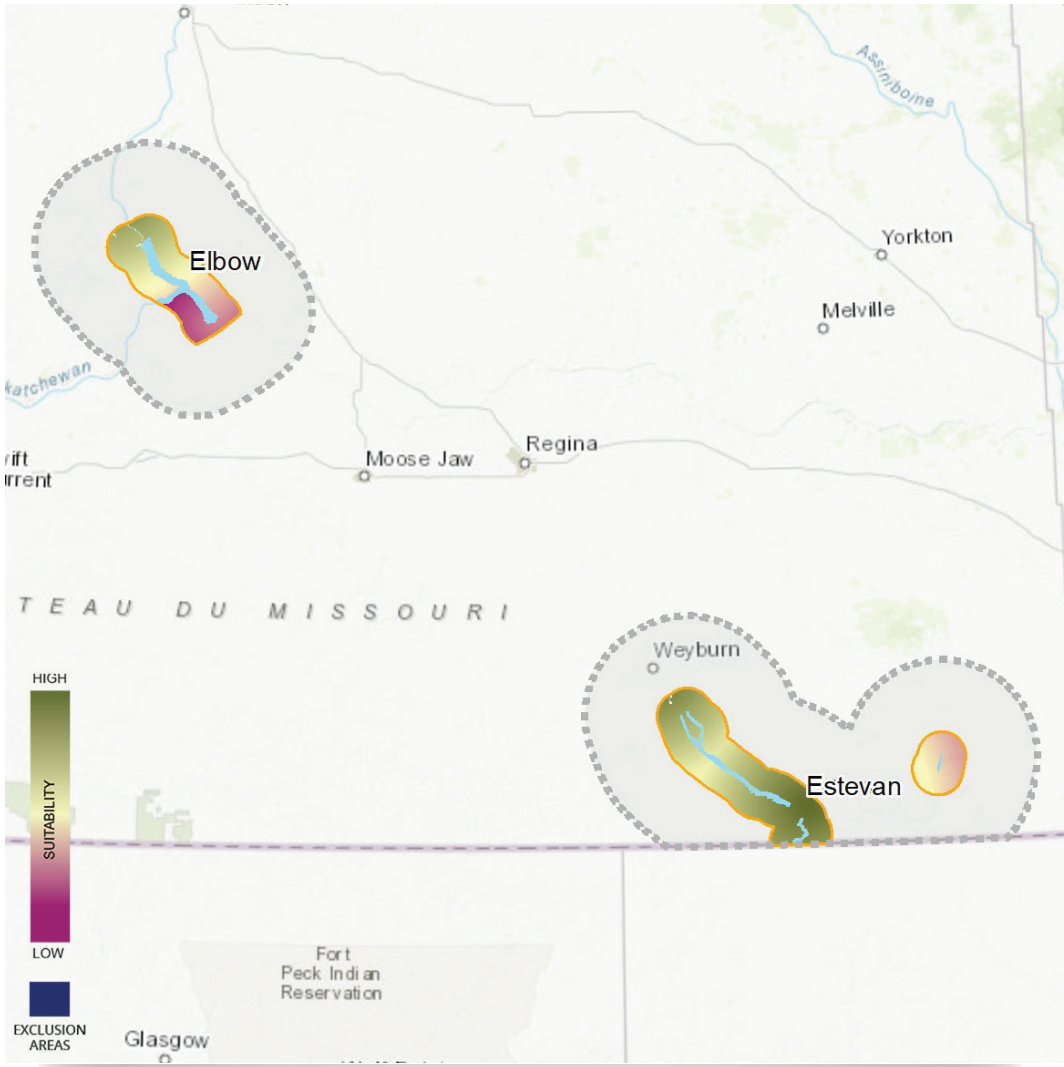 Assiniboine
Yorkton
Elbow
Melville
katchewan
Regina
Moose Jaw
ift
rrent
TEAU DU MISSOURI
Weyburn
HIGH
SUITABILITY
LOW
Estevan
Fort
Peck Indian
Reservation
EXCLUSION
AREAS
Glasgow